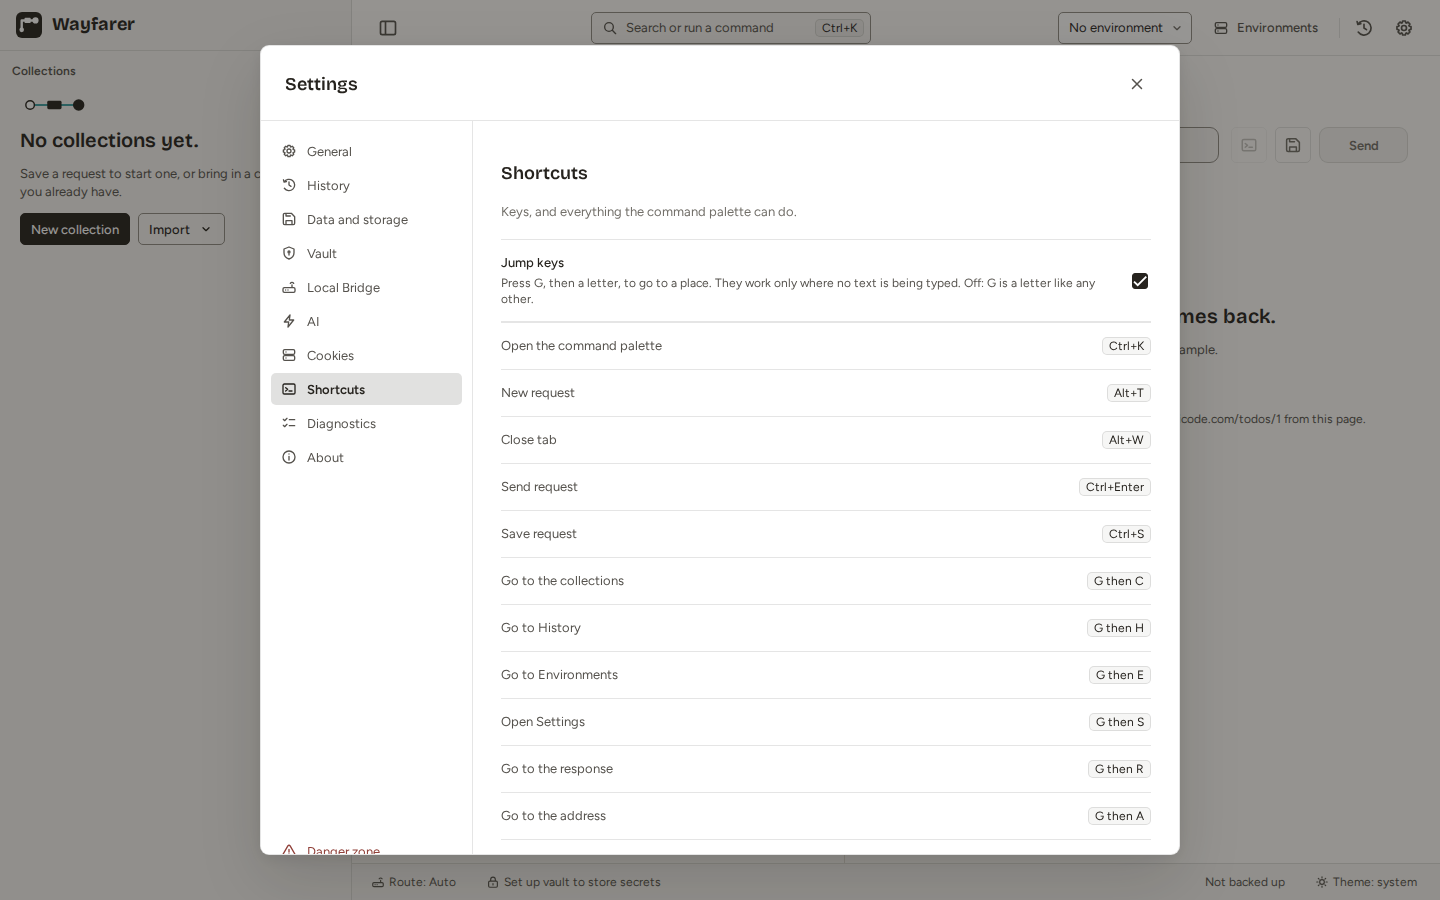 Wayfarer
Search or run a command
Ctrl+K
No environment
Environments
Collections
No collections yet.
Save a request to start one, or bring in a
you already have.
New collection
Import
Send
mes back.
ample.
code.com/todos/1 from this page.
Settings
General
History
Data and storage
Vault
Local Bridge
AI
Cookies
Shortcuts
Diagnostics
About
Danger zone
Shortcuts
Keys, and everything the command palette can do.
Jump keys
Press G, then a letter, to go to a place. They work only where no text is being typed. Off: G is a letter like any
other.
Open the command palette
Ctrl+K
New request
Alt+T
Close tab
Alt+W
Send request
Ctrl+Enter
Save request
Ctrl+S
Go to the collections
G then C
Go to History
G then H
Go to Environments
G then E
Open Settings
G then S
Go to the response
G then R
Go to the address
G then A
Route: Auto
Set up vault to store secrets
Not backed up
Theme: system